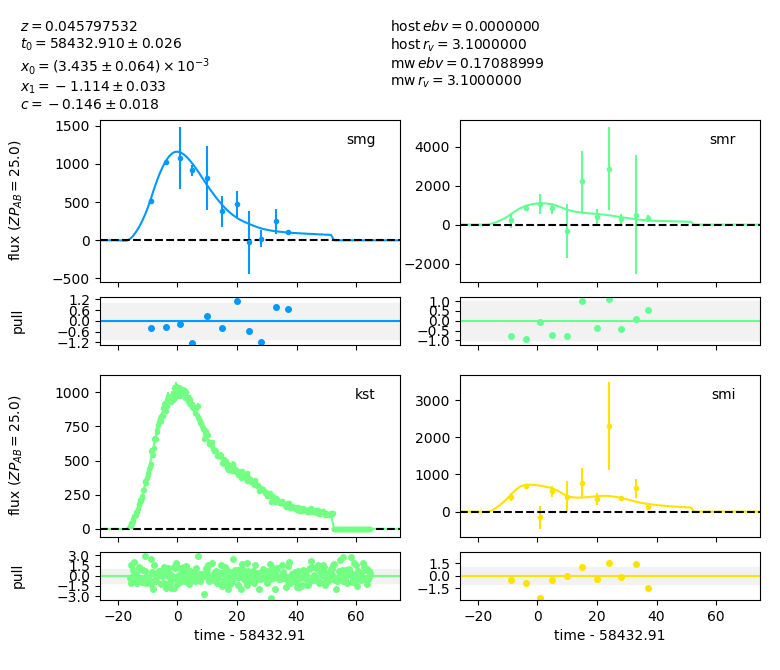 z = 0.045797532
t₀ = 58432.910 ± 0.026
x₀ = (3.435 ± 0.064) × 10⁻³
x₁ = −1.114 ± 0.033
c = −0.146 ± 0.018
host ebv = 0.0000000
host r_v = 3.1000000
mw ebv = 0.17088999
mw r_v = 3.1000000
smg
1500
1000
500
0
−500
flux (ZP_AB = 25.0)
smr
4000
2000
0
−2000
1.2
0.6
0.0
−0.6
−1.2
pull
1.0
0.5
0.0
−0.5
−1.0
kst
1000
750
500
250
0
flux (ZP_AB = 25.0)
smi
3000
2000
1000
0
3.0
1.5
0.0
−1.5
−3.0
pull
1.5
0.0
−1.5
−20 0 20 40 60
time - 58432.91
−20 0 20 40 60
time - 58432.91